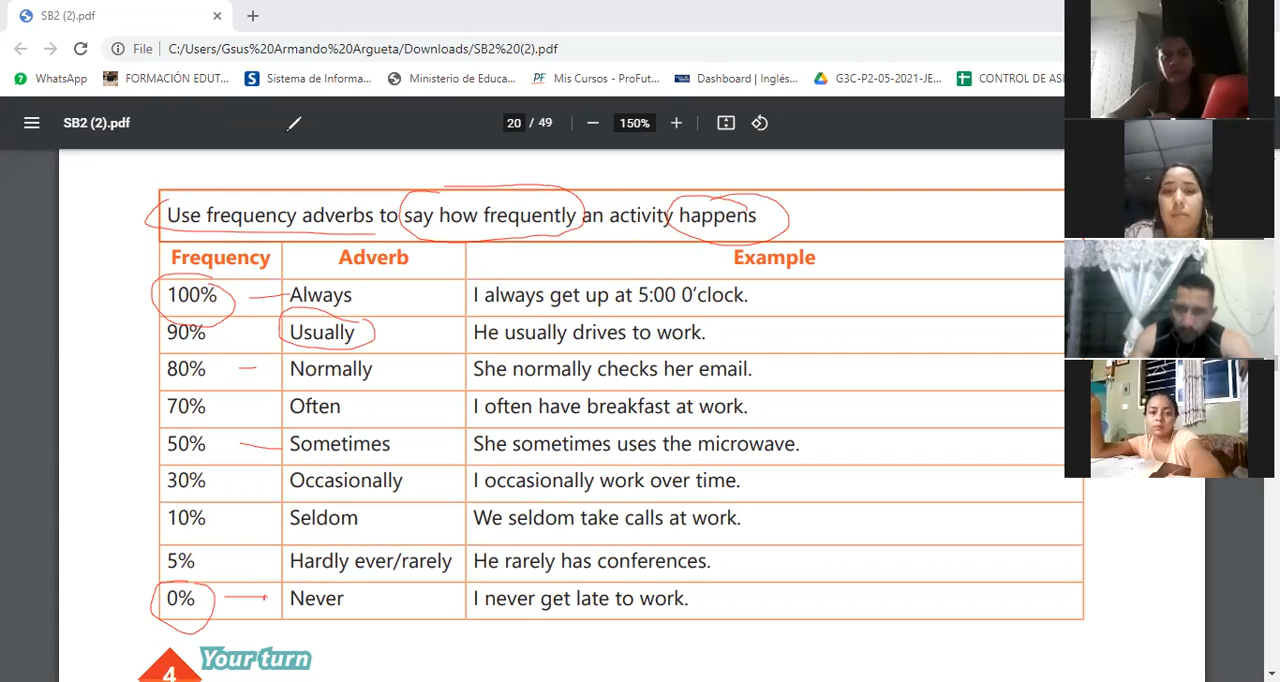 SB2 (2).pdf
File C:/Users/Gsus%20Armando%20Argueta/Downloads/SB2%20(2).pdf
WhatsApp FORMACIÓN EDUT... Sistema de Informa... Ministerio de Educa... Mis Cursos - ProFut... Dashboard | Inglés... G3C-P2-05-2021-JE... CONTROL DE ASI
SB2 (2).pdf 20 / 49 150%
Use frequency adverbs to say how frequently an activity happens
Frequency Adverb Example
100% Always I always get up at 5:00 0’clock.
90% Usually He usually drives to work.
80% Normally She normally checks her email.
70% Often I often have breakfast at work.
50% Sometimes She sometimes uses the microwave.
30% Occasionally I occasionally work over time.
10% Seldom We seldom take calls at work.
5% Hardly ever/rarely He rarely has conferences.
0% Never I never get late to work.
4 Your turn